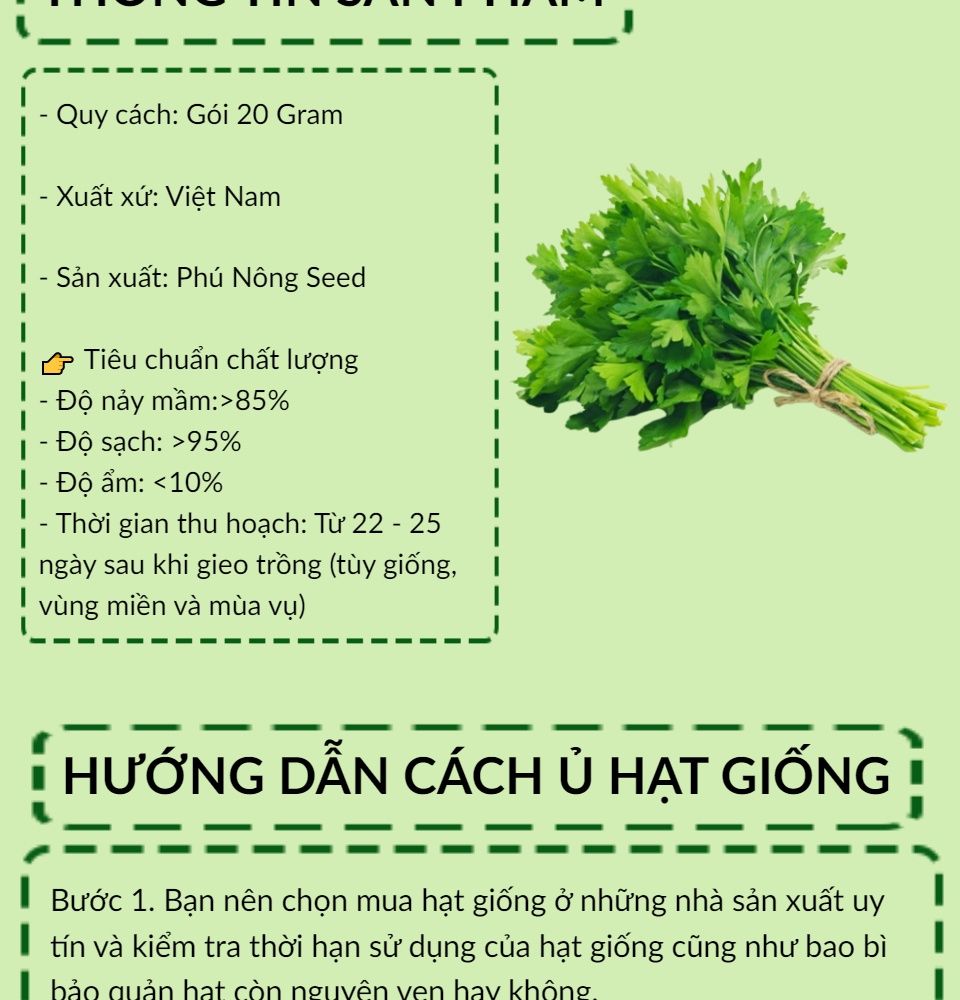 THÔNG TIN SẢN PHẨM
- Quy cách: Gói 20 Gram
- Xuất xứ: Việt Nam
- Sản xuất: Phú Nông Seed
👉 Tiêu chuẩn chất lượng
- Độ nảy mầm:>85%
- Độ sạch: >95%
- Độ ẩm: <10%
- Thời gian thu hoạch: Từ 22 - 25
ngày sau khi gieo trồng (tùy giống,
vùng miền và mùa vụ)
HƯỚNG DẪN CÁCH Ủ HẠT GIỐNG
Bước 1. Bạn nên chọn mua hạt giống ở những nhà sản xuất uy
tín và kiểm tra thời hạn sử dụng của hạt giống cũng như bao bì
bảo quản hạt còn nguyên vẹn hay không.